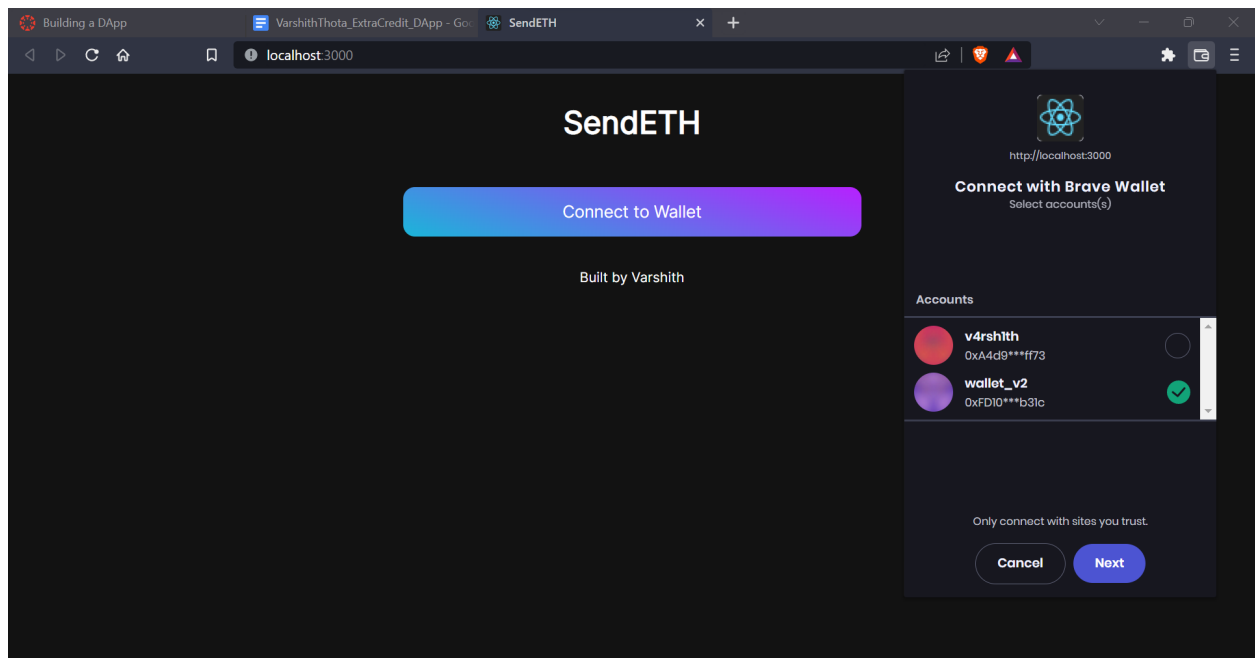 Building a DApp
VarshithThota_ExtraCredit_DApp - Goo
SendETH
localhost:3000
SendETH
Connect to Wallet
Built by Varshith
http://localhost:3000
Connect with Brave Wallet
Select accounts(s)
Accounts
v4rsh1th
0xA4d9***ff73
wallet_v2
0xFD10***b31c
Only connect with sites you trust.
Cancel
Next